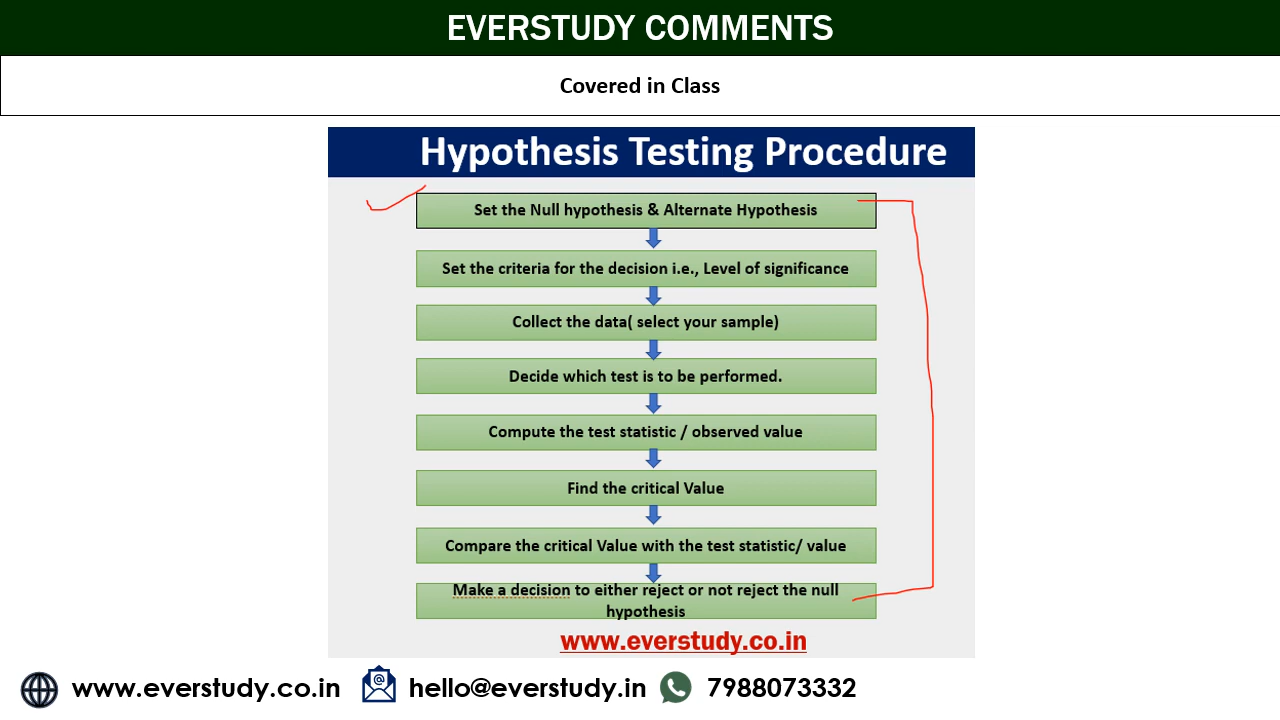 EVERSTUDY COMMENTS
Covered in Class
Hypothesis Testing Procedure
Set the Null hypothesis & Alternate Hypothesis
Set the criteria for the decision i.e., Level of significance
Collect the data( select your sample)
Decide which test is to be performed.
Compute the test statistic / observed value
Find the critical Value
Compare the critical Value with the test statistic/ value
Make a decision to either reject or not reject the null
hypothesis
www.everstudy.co.in
www.everstudy.co.in hello@everstudy.in 7988073332